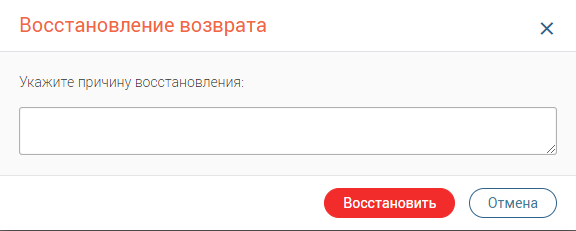 Восстановление возврата
Укажите причину восстановления:
Восстановить
Отмена